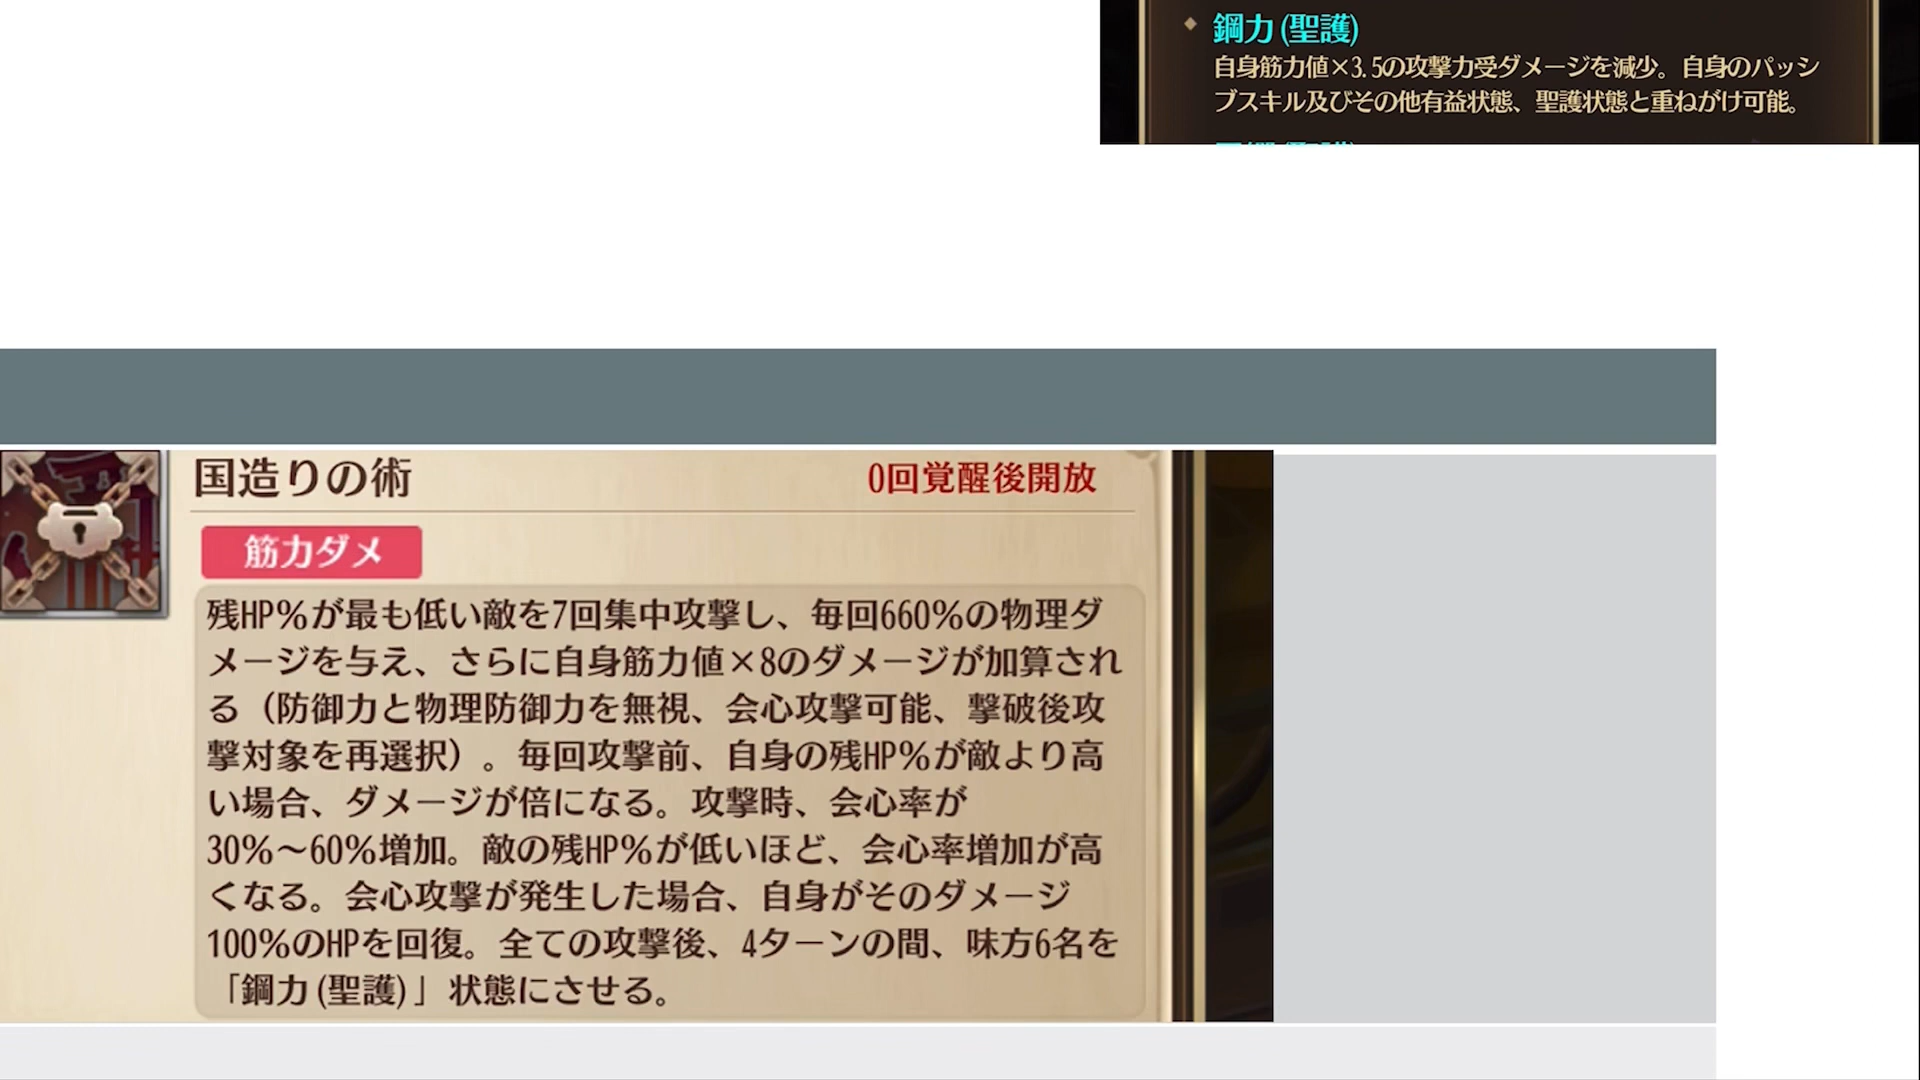 鋼力(聖護)
自身筋力値×3.5の攻撃力受ダメージを減少。自身のパッシ
ブスキル及びその他有益状態、聖護状態と重ねがけ可能。
国造りの術
0回覚醒後開放
筋力ダメ
残HP%が最も低い敵を7回集中攻撃し、毎回660%の物理ダ
メージを与え、さらに自身筋力値×8のダメージが加算され
る（防御力と物理防御力を無視、会心攻撃可能、撃破後攻
撃対象を再選択）。毎回攻撃前、自身の残HP%が敵より高
い場合、ダメージが倍になる。攻撃時、会心率が
30%～60%増加。敵の残HP%が低いほど、会心率増加が高
くなる。会心攻撃が発生した場合、自身がそのダメージ
100%のHPを回復。全ての攻撃後、4ターンの間、味方6名を
「鋼力(聖護)」状態にさせる。